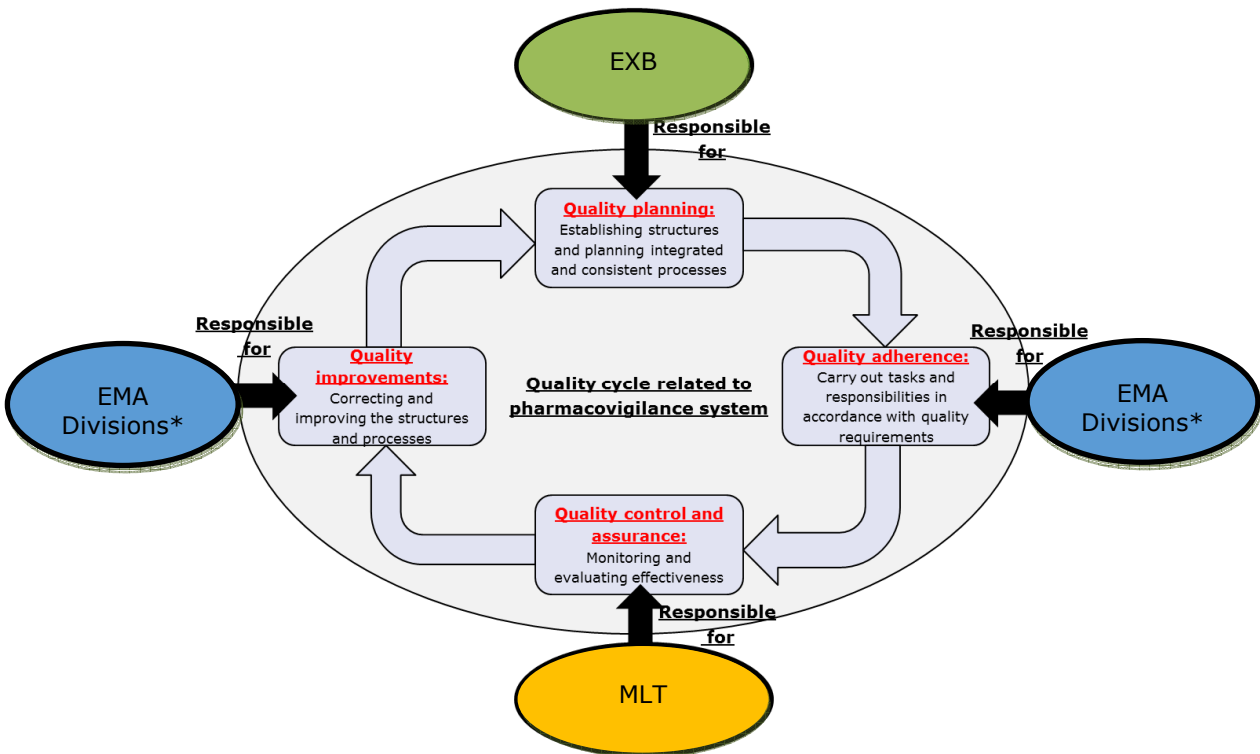 EXB
Responsible
for
Quality planning:
Establishing structures
and planning integrated
and consistent processes
Responsible
for
EMA
Divisions*
Quality
improvements:
Correcting and
improving the structures
and processes
Quality cycle related to
pharmacovigilance system
Quality adherence:
Carry out tasks and
responsibilities in
accordance with quality
requirements
Responsible
for
EMA
Divisions*
Quality control and
assurance:
Monitoring and
evaluating effectiveness
Responsible
for
MLT